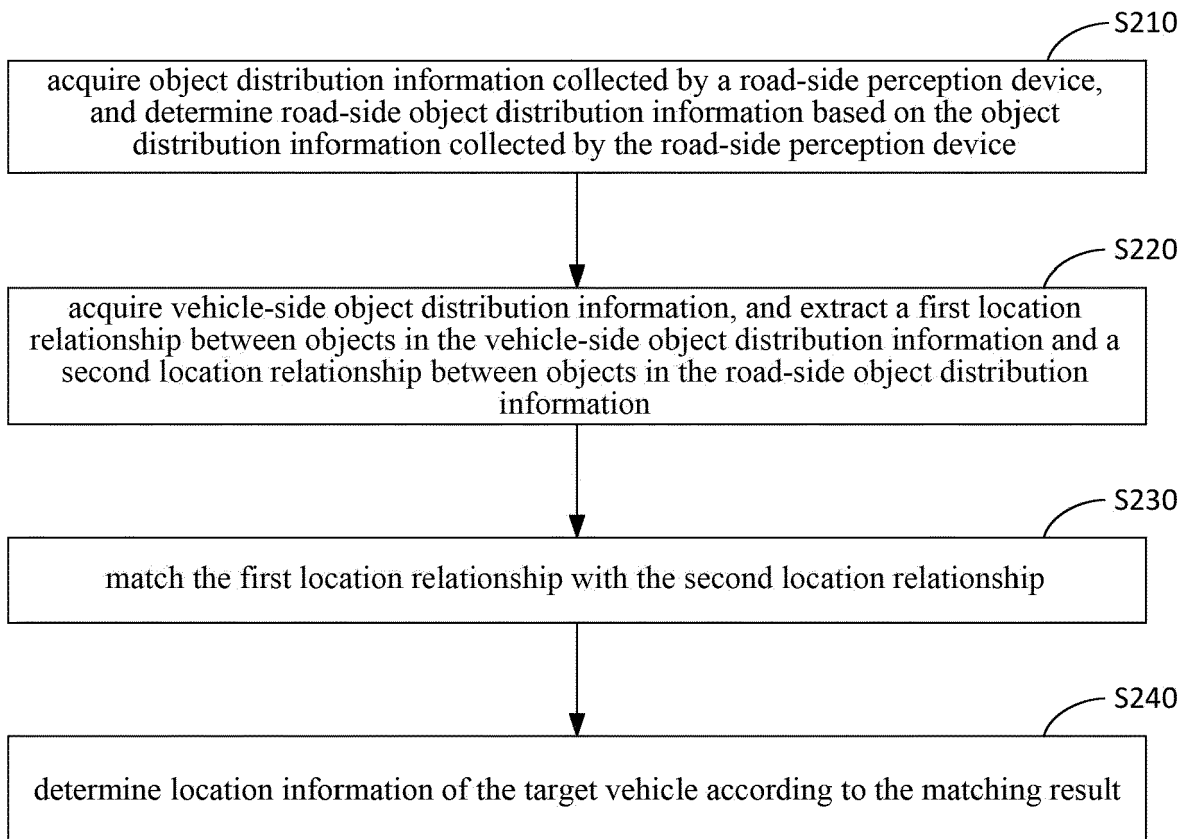 S210
acquire object distribution information collected by a road-side perception device,
and determine road-side object distribution information based on the object
distribution information collected by the road-side perception device
S220
acquire vehicle-side object distribution information, and extract a first location
relationship between objects in the vehicle-side object distribution information and a
second location relationship between objects in the road-side object distribution
information
S230
match the first location relationship with the second location relationship
S240
determine location information of the target vehicle according to the matching result